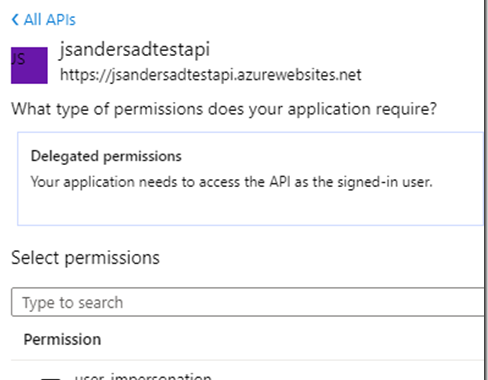 All APIs
JS
jsandersadtestapi
https://jsandersadtestapi.azurewebsites.net
What type of permissions does your application require?
Delegated permissions
Your application needs to access the API as the signed-in user.
Select permissions
Type to search
Permission
user_impersonation